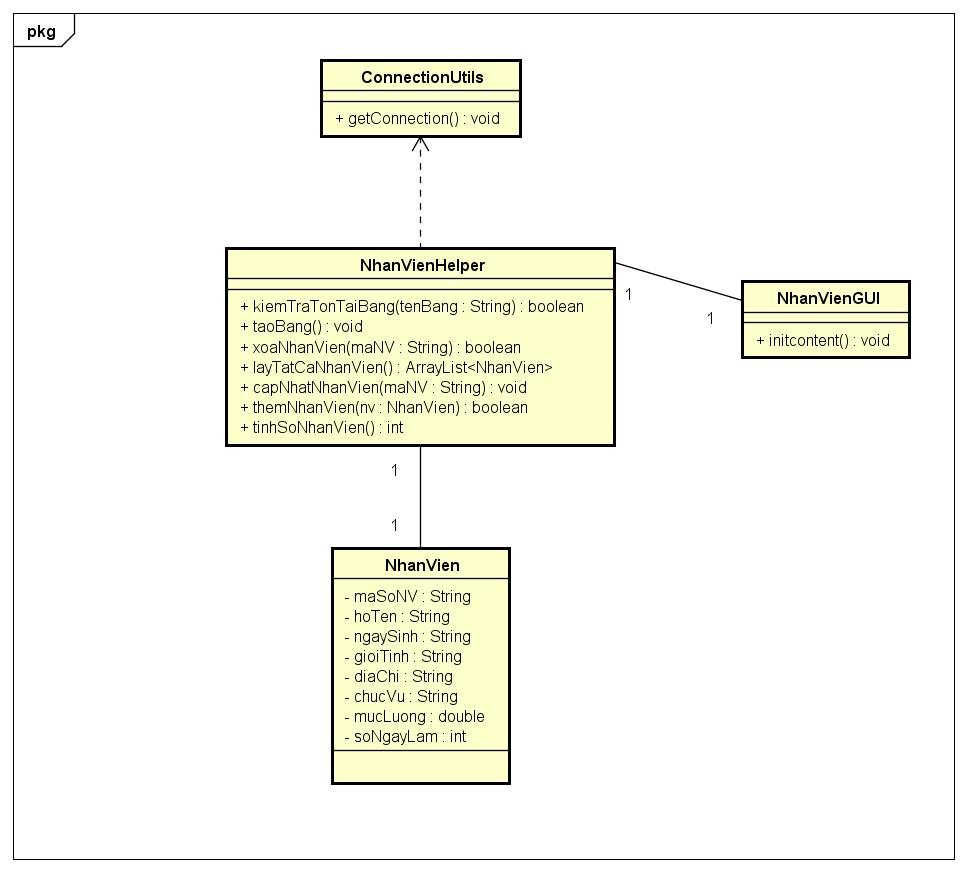 pkg
ConnectionUtils
+ getConnection() : void
NhanVienHelper
+ kiemTraTonTaiBang(tenBang : String) : boolean
+ taoBang() : void
+ xoaNhanVien(maNV : String) : boolean
+ layTatCaNhanVien() : ArrayList<NhanVien>
+ capNhatNhanVien(maNV : String) : void
+ themNhanVien(nv : NhanVien) : boolean
+ tinhSoNhanVien() : int
1
1
NhanVienGUI
+ initcontent() : void
1
1
NhanVien
- maSoNV : String
- hoTen : String
- ngaySinh : String
- gioiTinh : String
- diaChi : String
- chucVu : String
- mucLuong : double
- soNgayLam : int